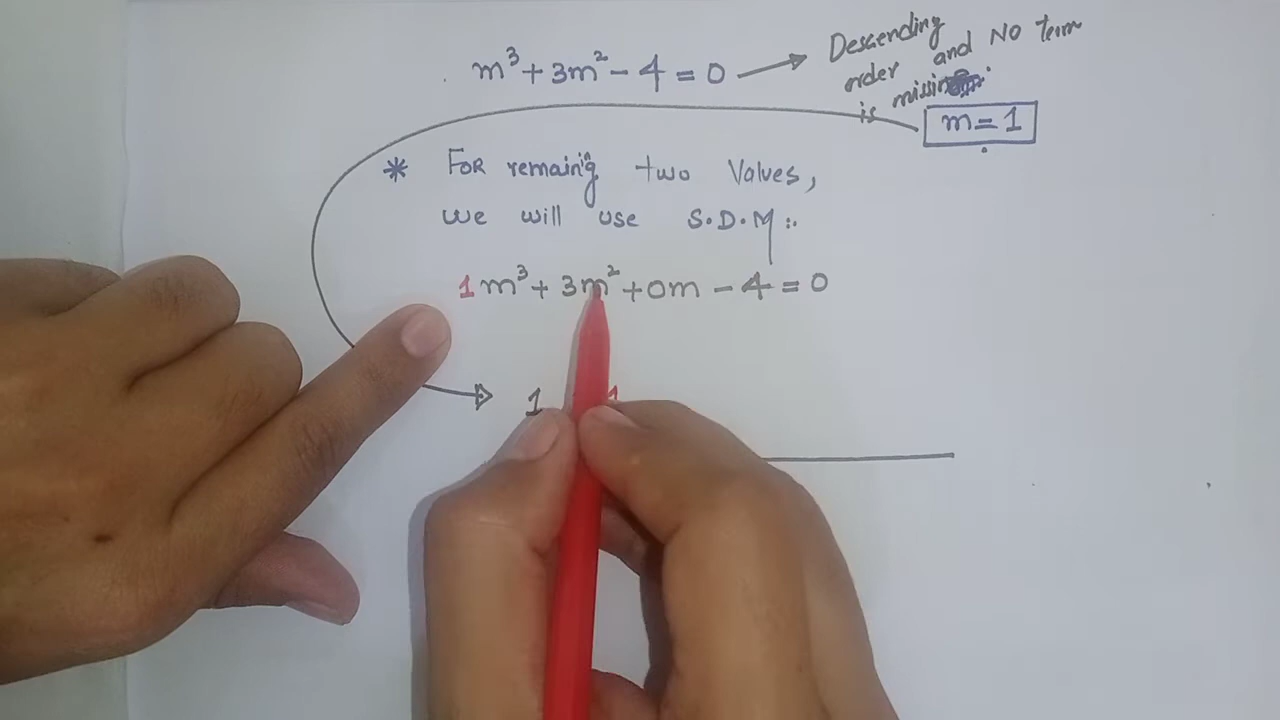 m³ + 3m² - 4 = 0
Descending
order and No term
is
m = 1
* For remaining two Values,
we will use S.D.M:.
1m³ + 3m² + 0m - 4 = 0
1 1